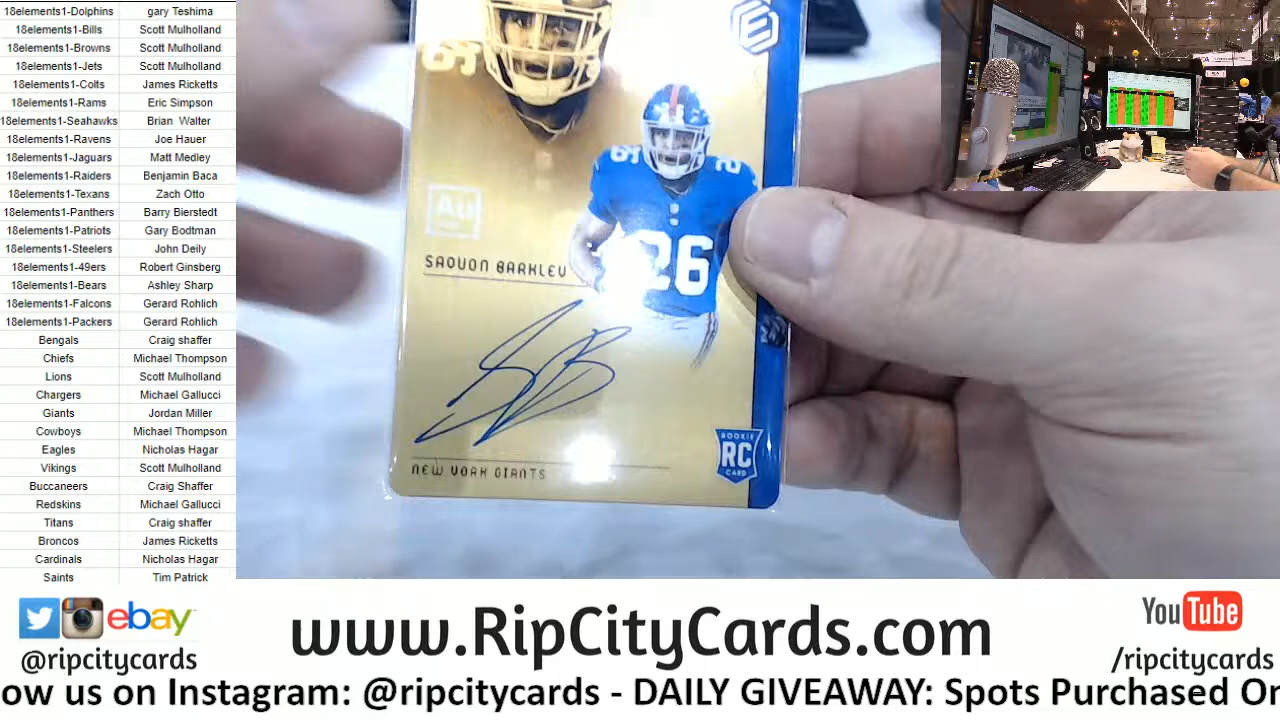 18elements1-Dolphins gary Teshima
18elements1-Bills Scott Mulholland
18elements1-Browns Scott Mulholland
18elements1-Jets Scott Mulholland
18elements1-Colts James Ricketts
18elements1-Rams Eric Simpson
18elements1-Seahawks Brian Walter
18elements1-Ravens Joe Hauer
18elements1-Jaguars Matt Medley
18elements1-Raiders Benjamin Baca
18elements1-Texans Zach Otto
18elements1-Panthers Barry Bierstedt
18elements1-Patriots Gary Bodtman
18elements1-Steelers John Deily
18elements1-49ers Robert Ginsberg
18elements1-Bears Ashley Sharp
18elements1-Falcons Gerard Rohlich
18elements1-Packers Gerard Rohlich
Bengals Craig shaffer
Chiefs Michael Thompson
Lions Scott Mulholland
Chargers Michael Gallucci
Giants Jordan Miller
Cowboys Michael Thompson
Eagles Nicholas Hagar
Vikings Scott Mulholland
Buccaneers Craig Shaffer
Redskins Michael Gallucci
Titans Craig shaffer
Broncos James Ricketts
Cardinals Nicholas Hagar
Saints Tim Patrick
E
26 2
26
Au
SAQUON BARKLEY
SB
NEW YORK GIANTS
ROOKIE
RC
CARD
ebay
@ripcitycards
www.RipCityCards.com
YouTube
/ripcitycards
ow us on Instagram: @ripcitycards - DAILY GIVEAWAY: Spots Purchased Or